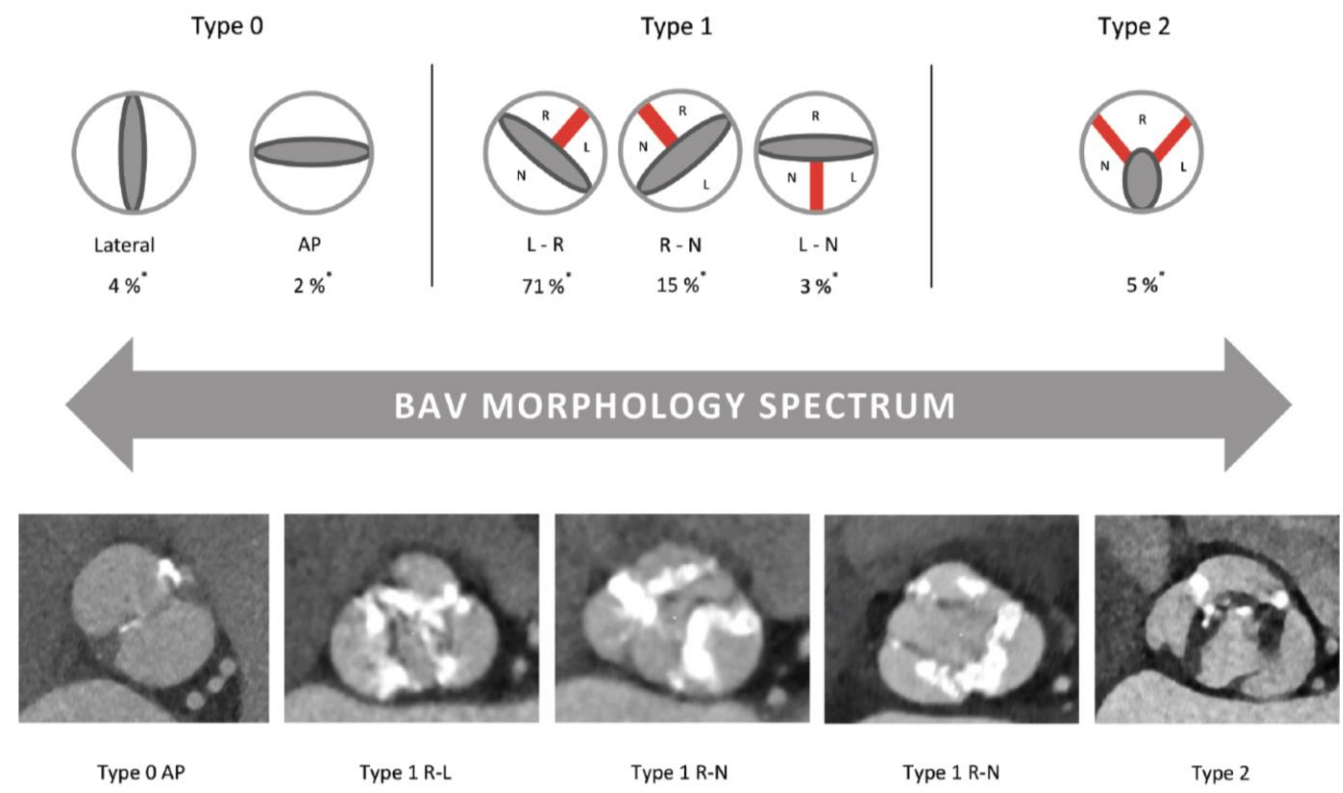 Type 0
Type 1
Type 2
R
L
N
R
N
L
R
N
L
R
N
L
Lateral
AP
L - R
R - N
L - N
4 %*
2 %*
71 %*
15 %*
3 %*
5 %*
BAV MORPHOLOGY SPECTRUM
Type 0 AP
Type 1 R-L
Type 1 R-N
Type 1 R-N
Type 2